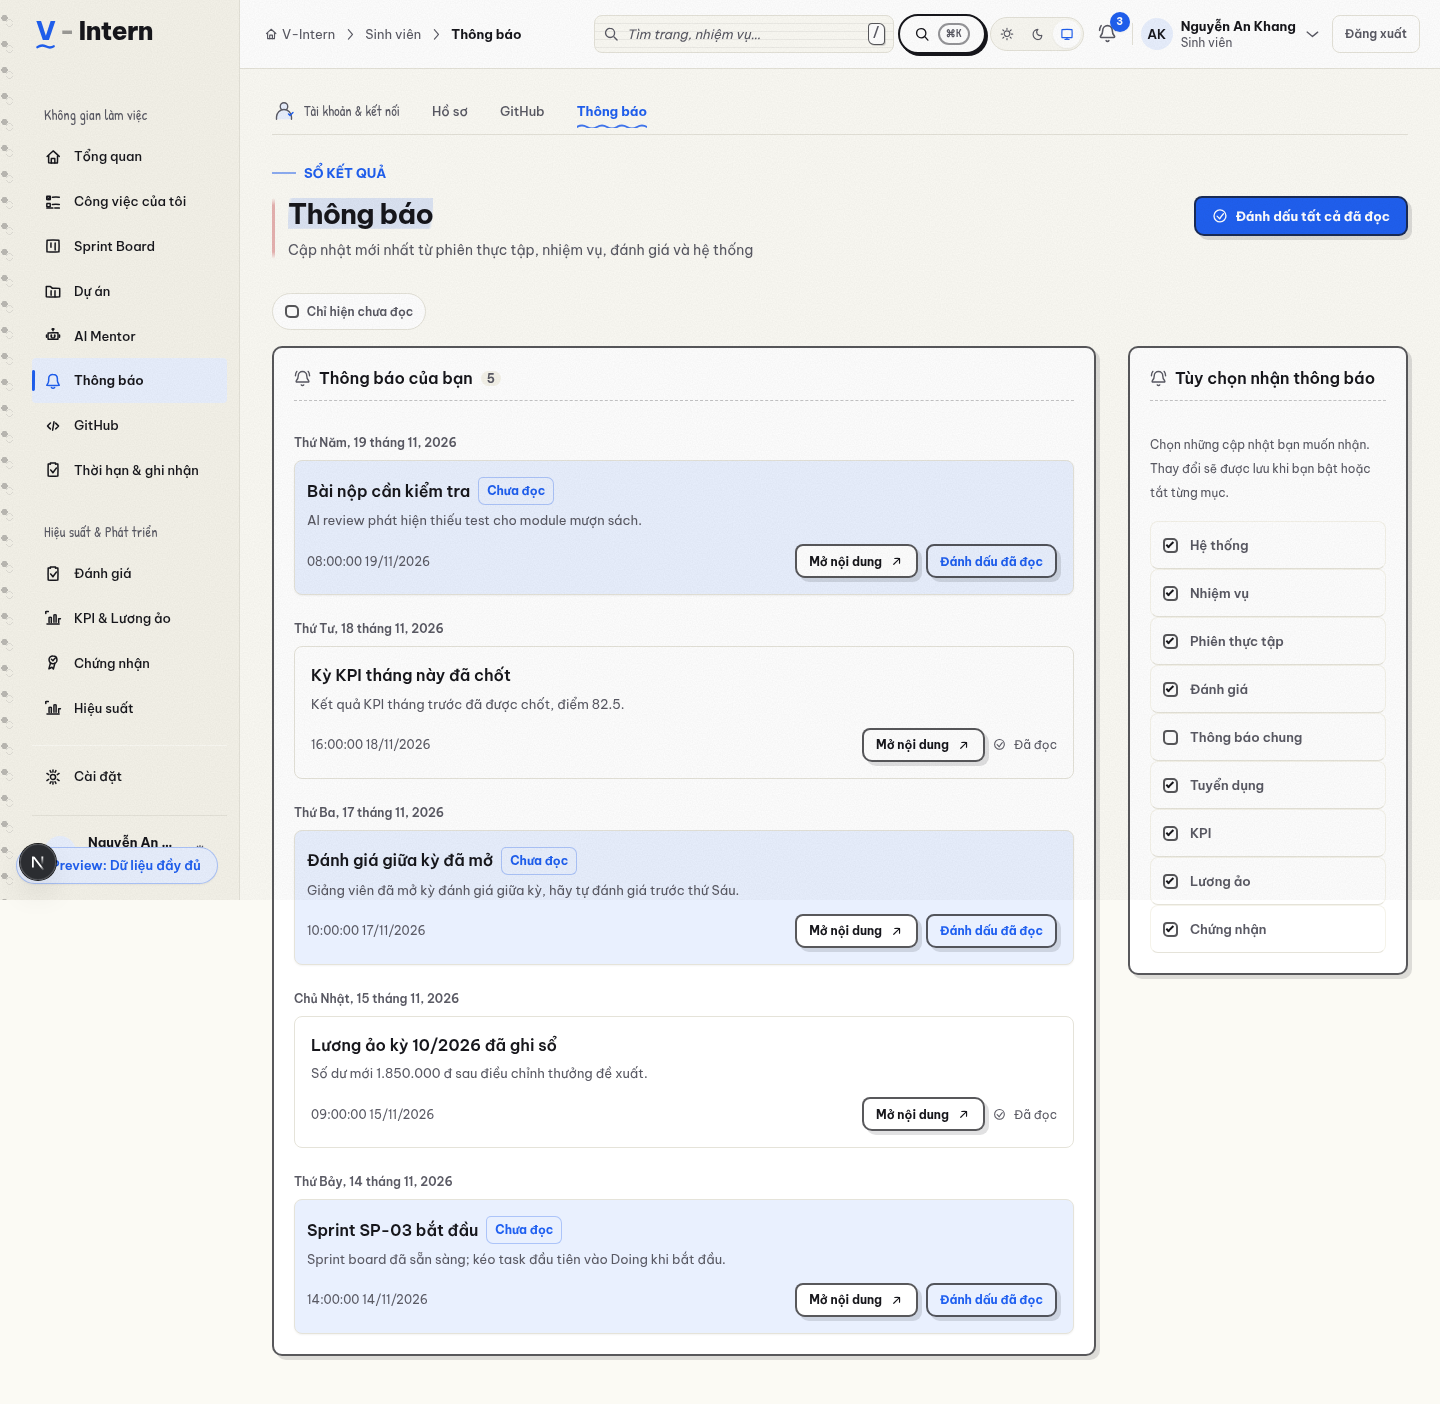 V - Intern
Không gian làm việc
Tổng quan
Công việc của tôi
Sprint Board
Dự án
AI Mentor
Thông báo
GitHub
Thời hạn & ghi nhận
Hiệu suất & Phát triển
Đánh giá
KPI & Lương ảo
Chứng nhận
Hiệu suất
Cài đặt
Nguyễn An ...
Preview: Dữ liệu đầy đủ
V-Intern > Sinh viên > Thông báo
Tìm trang, nhiệm vụ... /
⌘K
3
AK
Nguyễn An Khang
Sinh viên
Đăng xuất
Tài khoản & kết nối
Hồ sơ
GitHub
Thông báo
SỔ KẾT QUẢ
Thông báo
Cập nhật mới nhất từ phiên thực tập, nhiệm vụ, đánh giá và hệ thống
Đánh dấu tất cả đã đọc
Chỉ hiện chưa đọc
Thông báo của bạn 5
Thứ Năm, 19 tháng 11, 2026
Bài nộp cần kiểm tra Chưa đọc
AI review phát hiện thiếu test cho module mượn sách.
08:00:00 19/11/2026 Mở nội dung Đánh dấu đã đọc
Thứ Tư, 18 tháng 11, 2026
Kỳ KPI tháng này đã chốt
Kết quả KPI tháng trước đã được chốt, điểm 82.5.
16:00:00 18/11/2026 Mở nội dung Đã đọc
Thứ Ba, 17 tháng 11, 2026
Đánh giá giữa kỳ đã mở Chưa đọc
Giảng viên đã mở kỳ đánh giá giữa kỳ, hãy tự đánh giá trước thứ Sáu.
10:00:00 17/11/2026 Mở nội dung Đánh dấu đã đọc
Chủ Nhật, 15 tháng 11, 2026
Lương ảo kỳ 10/2026 đã ghi sổ
Số dư mới 1.850.000 đ sau điều chỉnh thưởng đề xuất.
09:00:00 15/11/2026 Mở nội dung Đã đọc
Thứ Bảy, 14 tháng 11, 2026
Sprint SP-03 bắt đầu Chưa đọc
Sprint board đã sẵn sàng; kéo task đầu tiên vào Doing khi bắt đầu.
14:00:00 14/11/2026 Mở nội dung Đánh dấu đã đọc
Tùy chọn nhận thông báo
Chọn những cập nhật bạn muốn nhận.
Thay đổi sẽ được lưu khi bạn bật hoặc
tắt từng mục.
Hệ thống
Nhiệm vụ
Phiên thực tập
Đánh giá
Thông báo chung
Tuyển dụng
KPI
Lương ảo
Chứng nhận